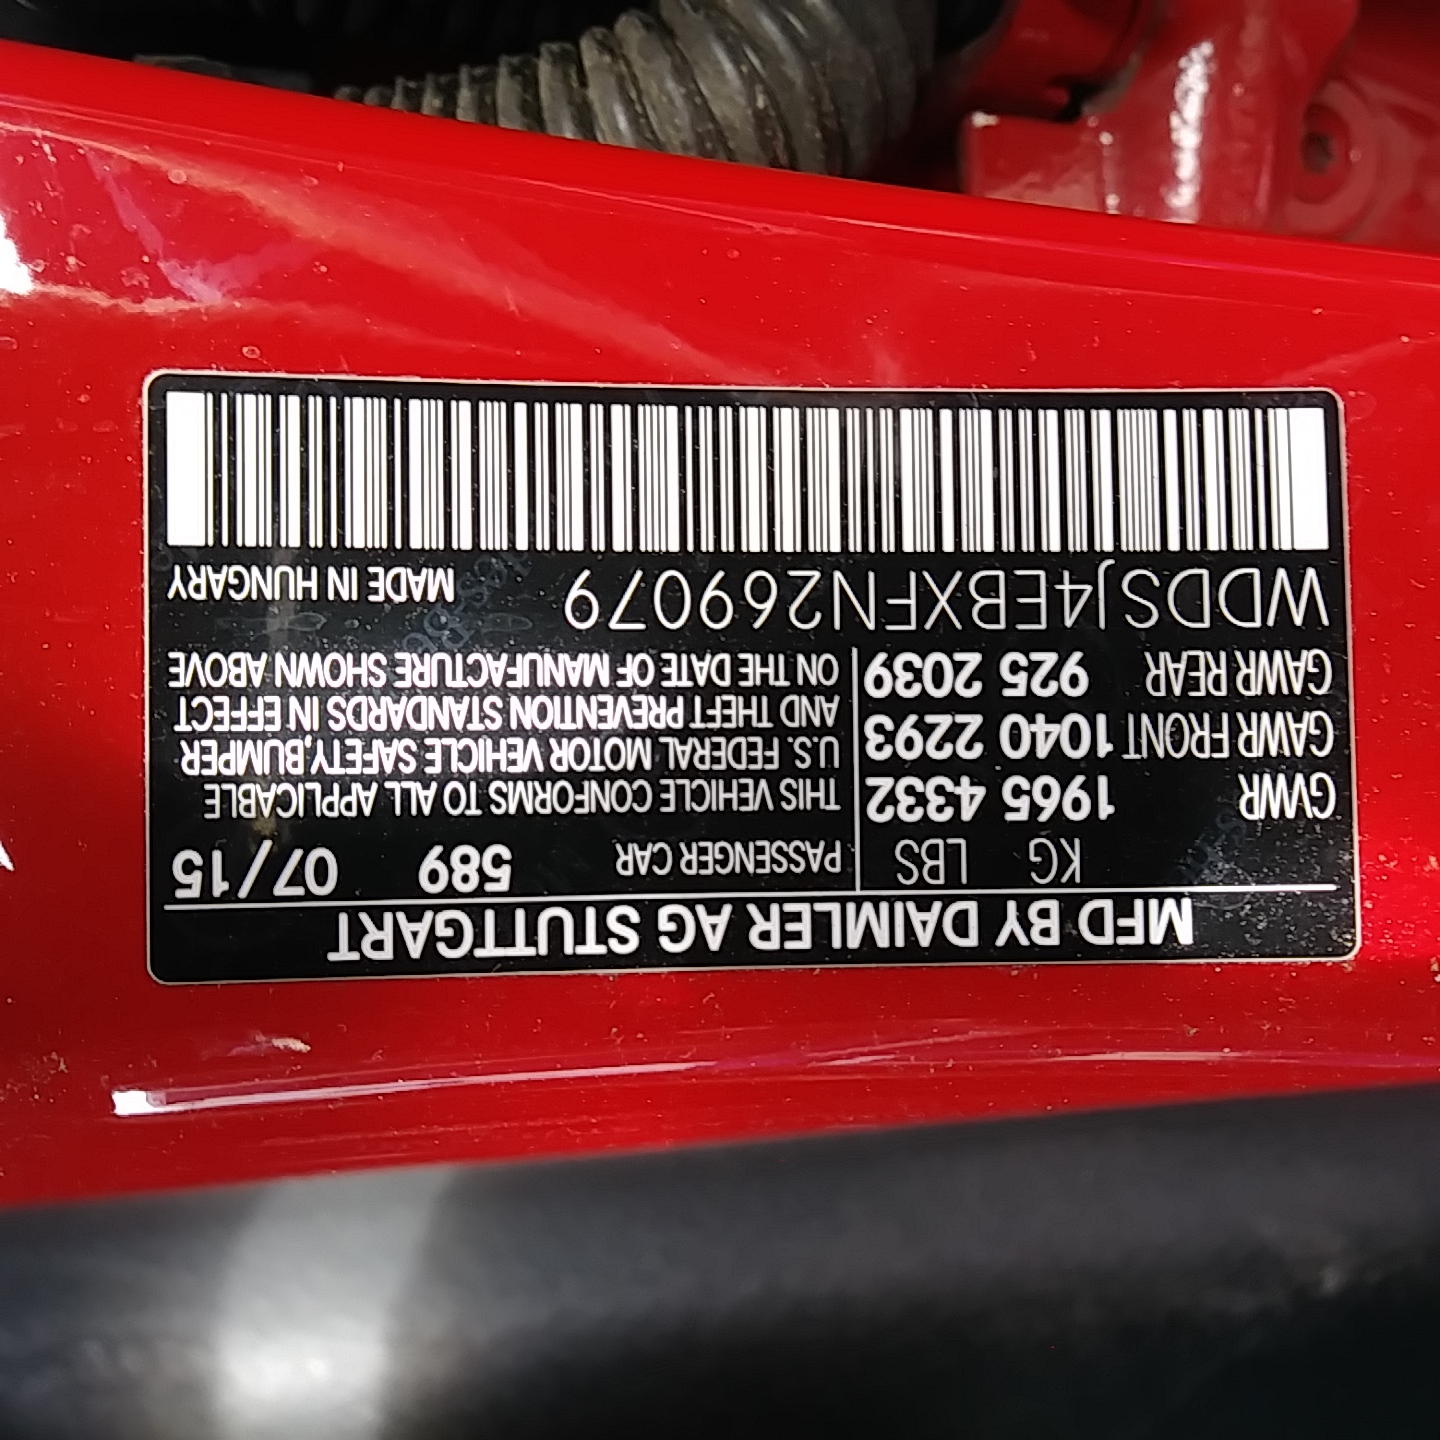 MFD BY DAIMLER AG STUTTGART
KG LBS PASSENGER CAR 589 07/15
GVWR 1965 4332 THIS VEHICLE CONFORMS TO ALL APPLICABLE
GAWR FRONT 1040 2293 U.S. FEDERAL MOTOR VEHICLE SAFETY,BUMPER
AND THEFT PREVENTION STANDARDS IN EFFECT
GAWR REAR 925 2039 ON THE DATE OF MANUFACTURE SHOWN ABOVE
WDDSJ4EBXFN269079 MADE IN HUNGARY